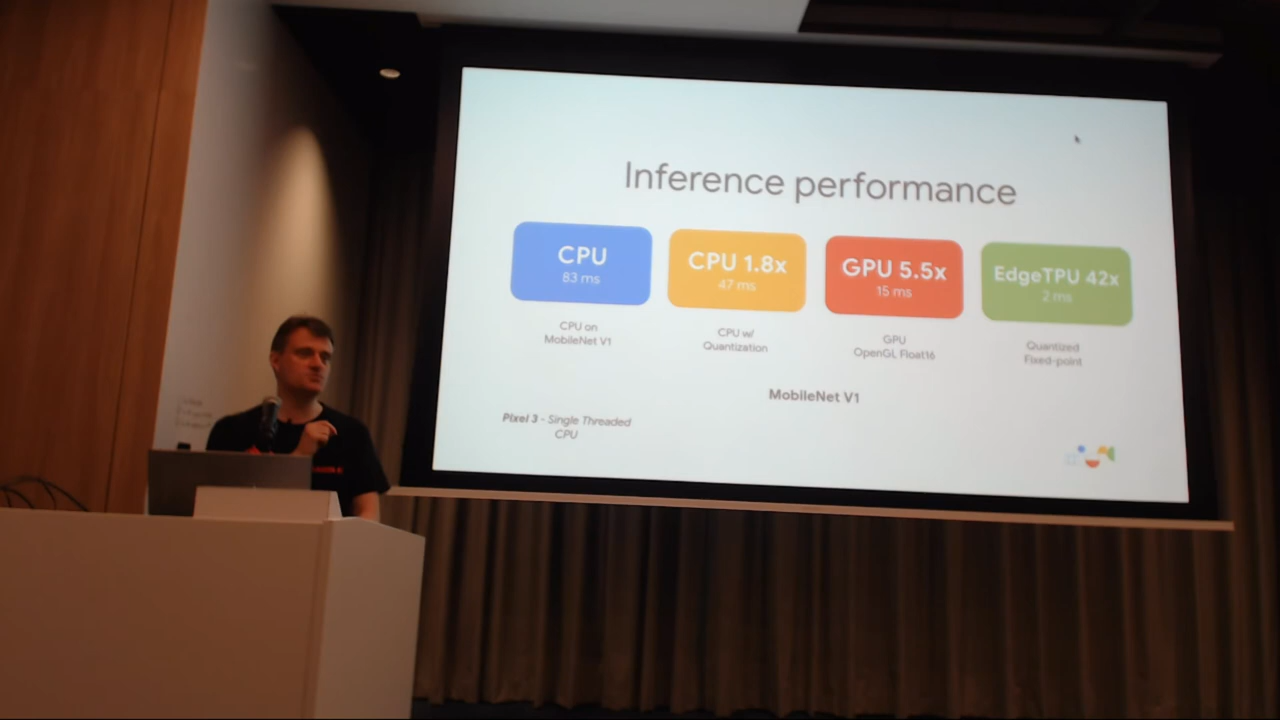 Inference performance
CPU
83 ms
CPU 1.8x
47 ms
GPU 5.5x
15 ms
EdgeTPU 42x
2 ms
CPU on
MobileNet V1
CPU w/
Quantization
GPU
OpenGL Float16
Quantized
Fixed-point
MobileNet V1
Pixel 3 - Single Threaded
CPU